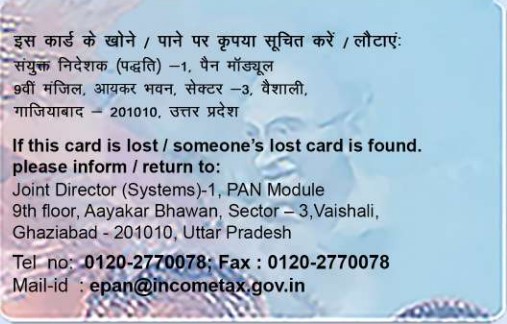 इस कार्ड के खोने / पाने पर कृपया सूचित करें / लौटाएं:
संयुक्त निदेशक (पद्धति) –1, पैन मॉड्यूल
9वीं मंजिल, आयकर भवन, सेक्टर –3, वैशाली,
गाजियाबाद – 201010, उत्तर प्रदेश
If this card is lost / someone's lost card is found.
please inform / return to:
Joint Director (Systems)-1, PAN Module
9th floor, Aayakar Bhawan, Sector – 3,Vaishali,
Ghaziabad - 201010, Uttar Pradesh
Tel no: 0120-2770078; Fax : 0120-2770078
Mail-id : epan@incometax.gov.in